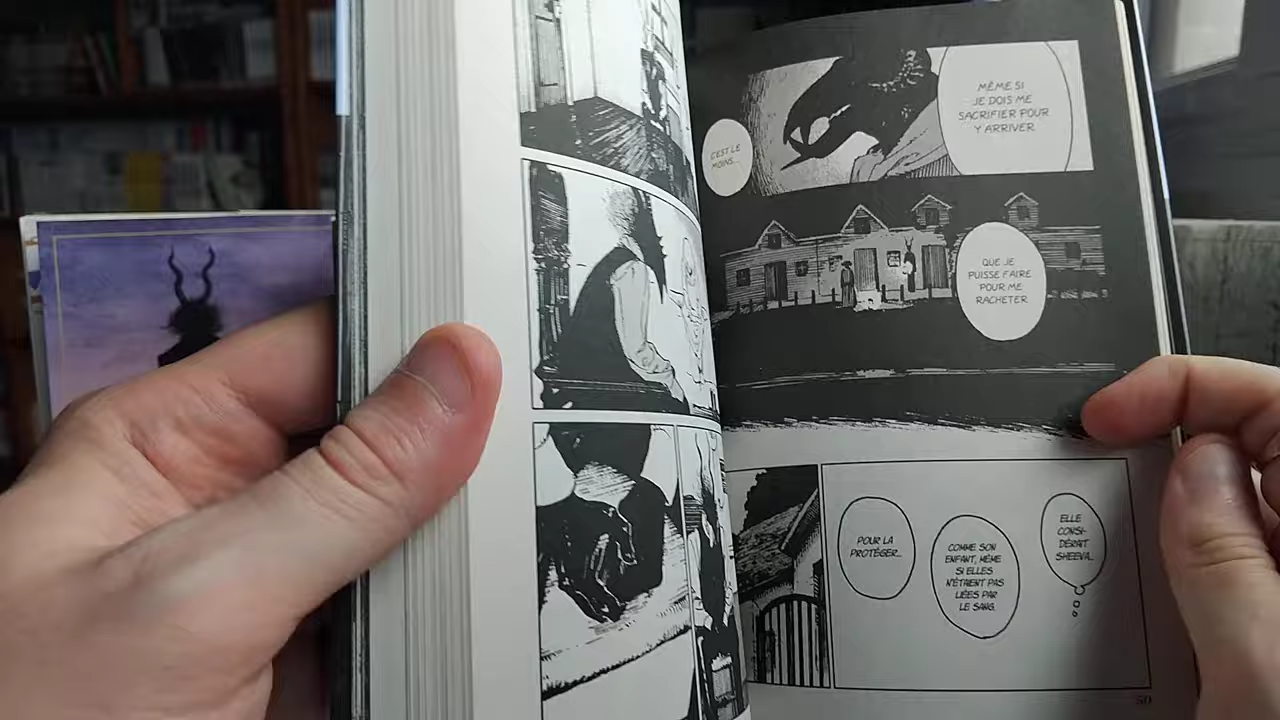 MÊME SI
JE DOIS ME
SACRIFIER POUR
Y ARRIVER
C'EST LE
MOINS...
QUE JE
PUISSE FAIRE
POUR ME
RACHETER
ELLE
CONSI-
DÉRAIT
SHEEVA...
COMME SON
ENFANT, MÊME
SI ELLES
N'ÉTAIENT PAS
LIÉES PAR
LE SANG.
POUR LA
PROTÉGER...
50